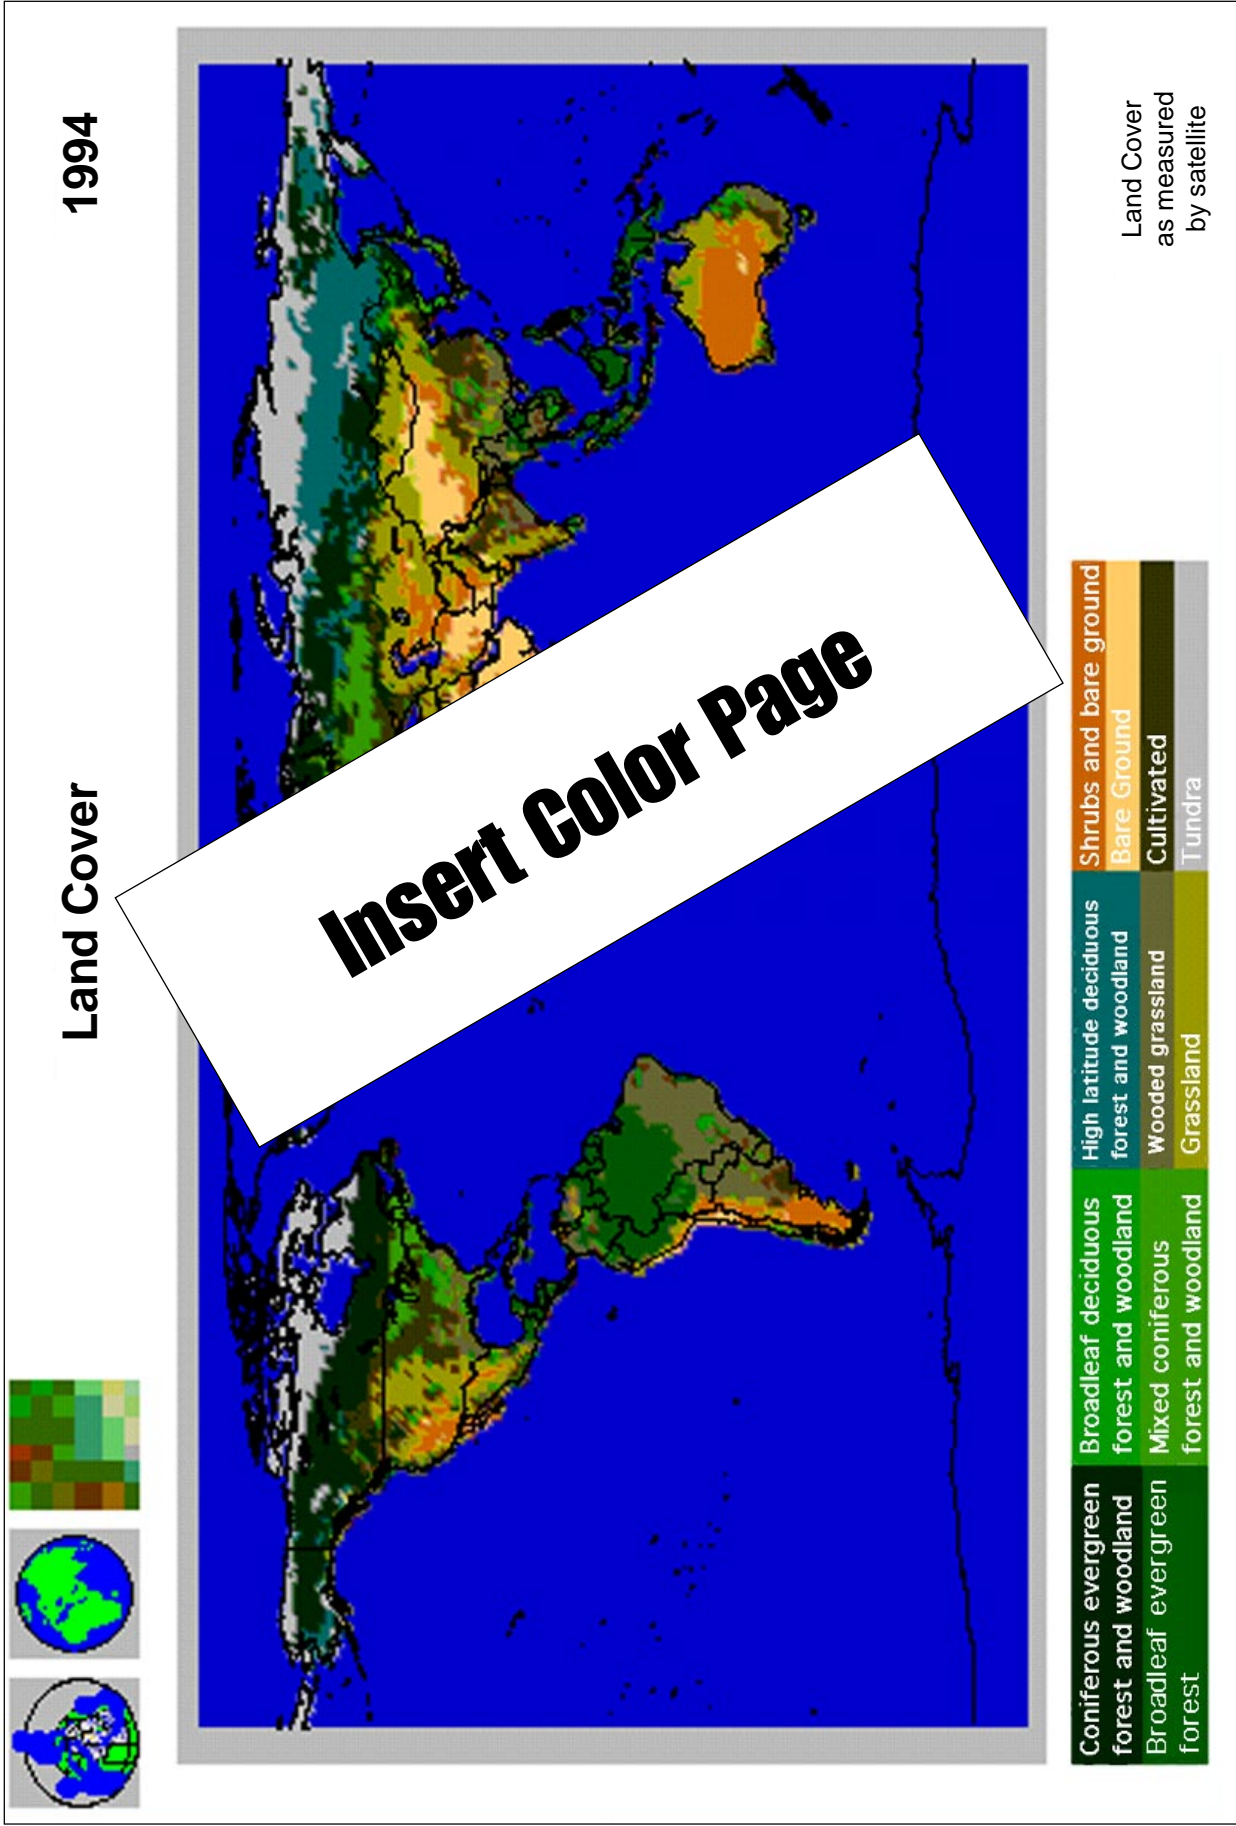 Land Cover
1994
Insert Color Page
Coniferous evergreen
forest and woodland
Broadleaf evergreen
forest
Broadleaf deciduous
forest and woodland
Mixed coniferous
forest and woodland
High latitude deciduous
forest and woodland
Wooded grassland
Grassland
Shrubs and bare ground
Bare Ground
Cultivated
Tundra
Land Cover
as measured
by satellite